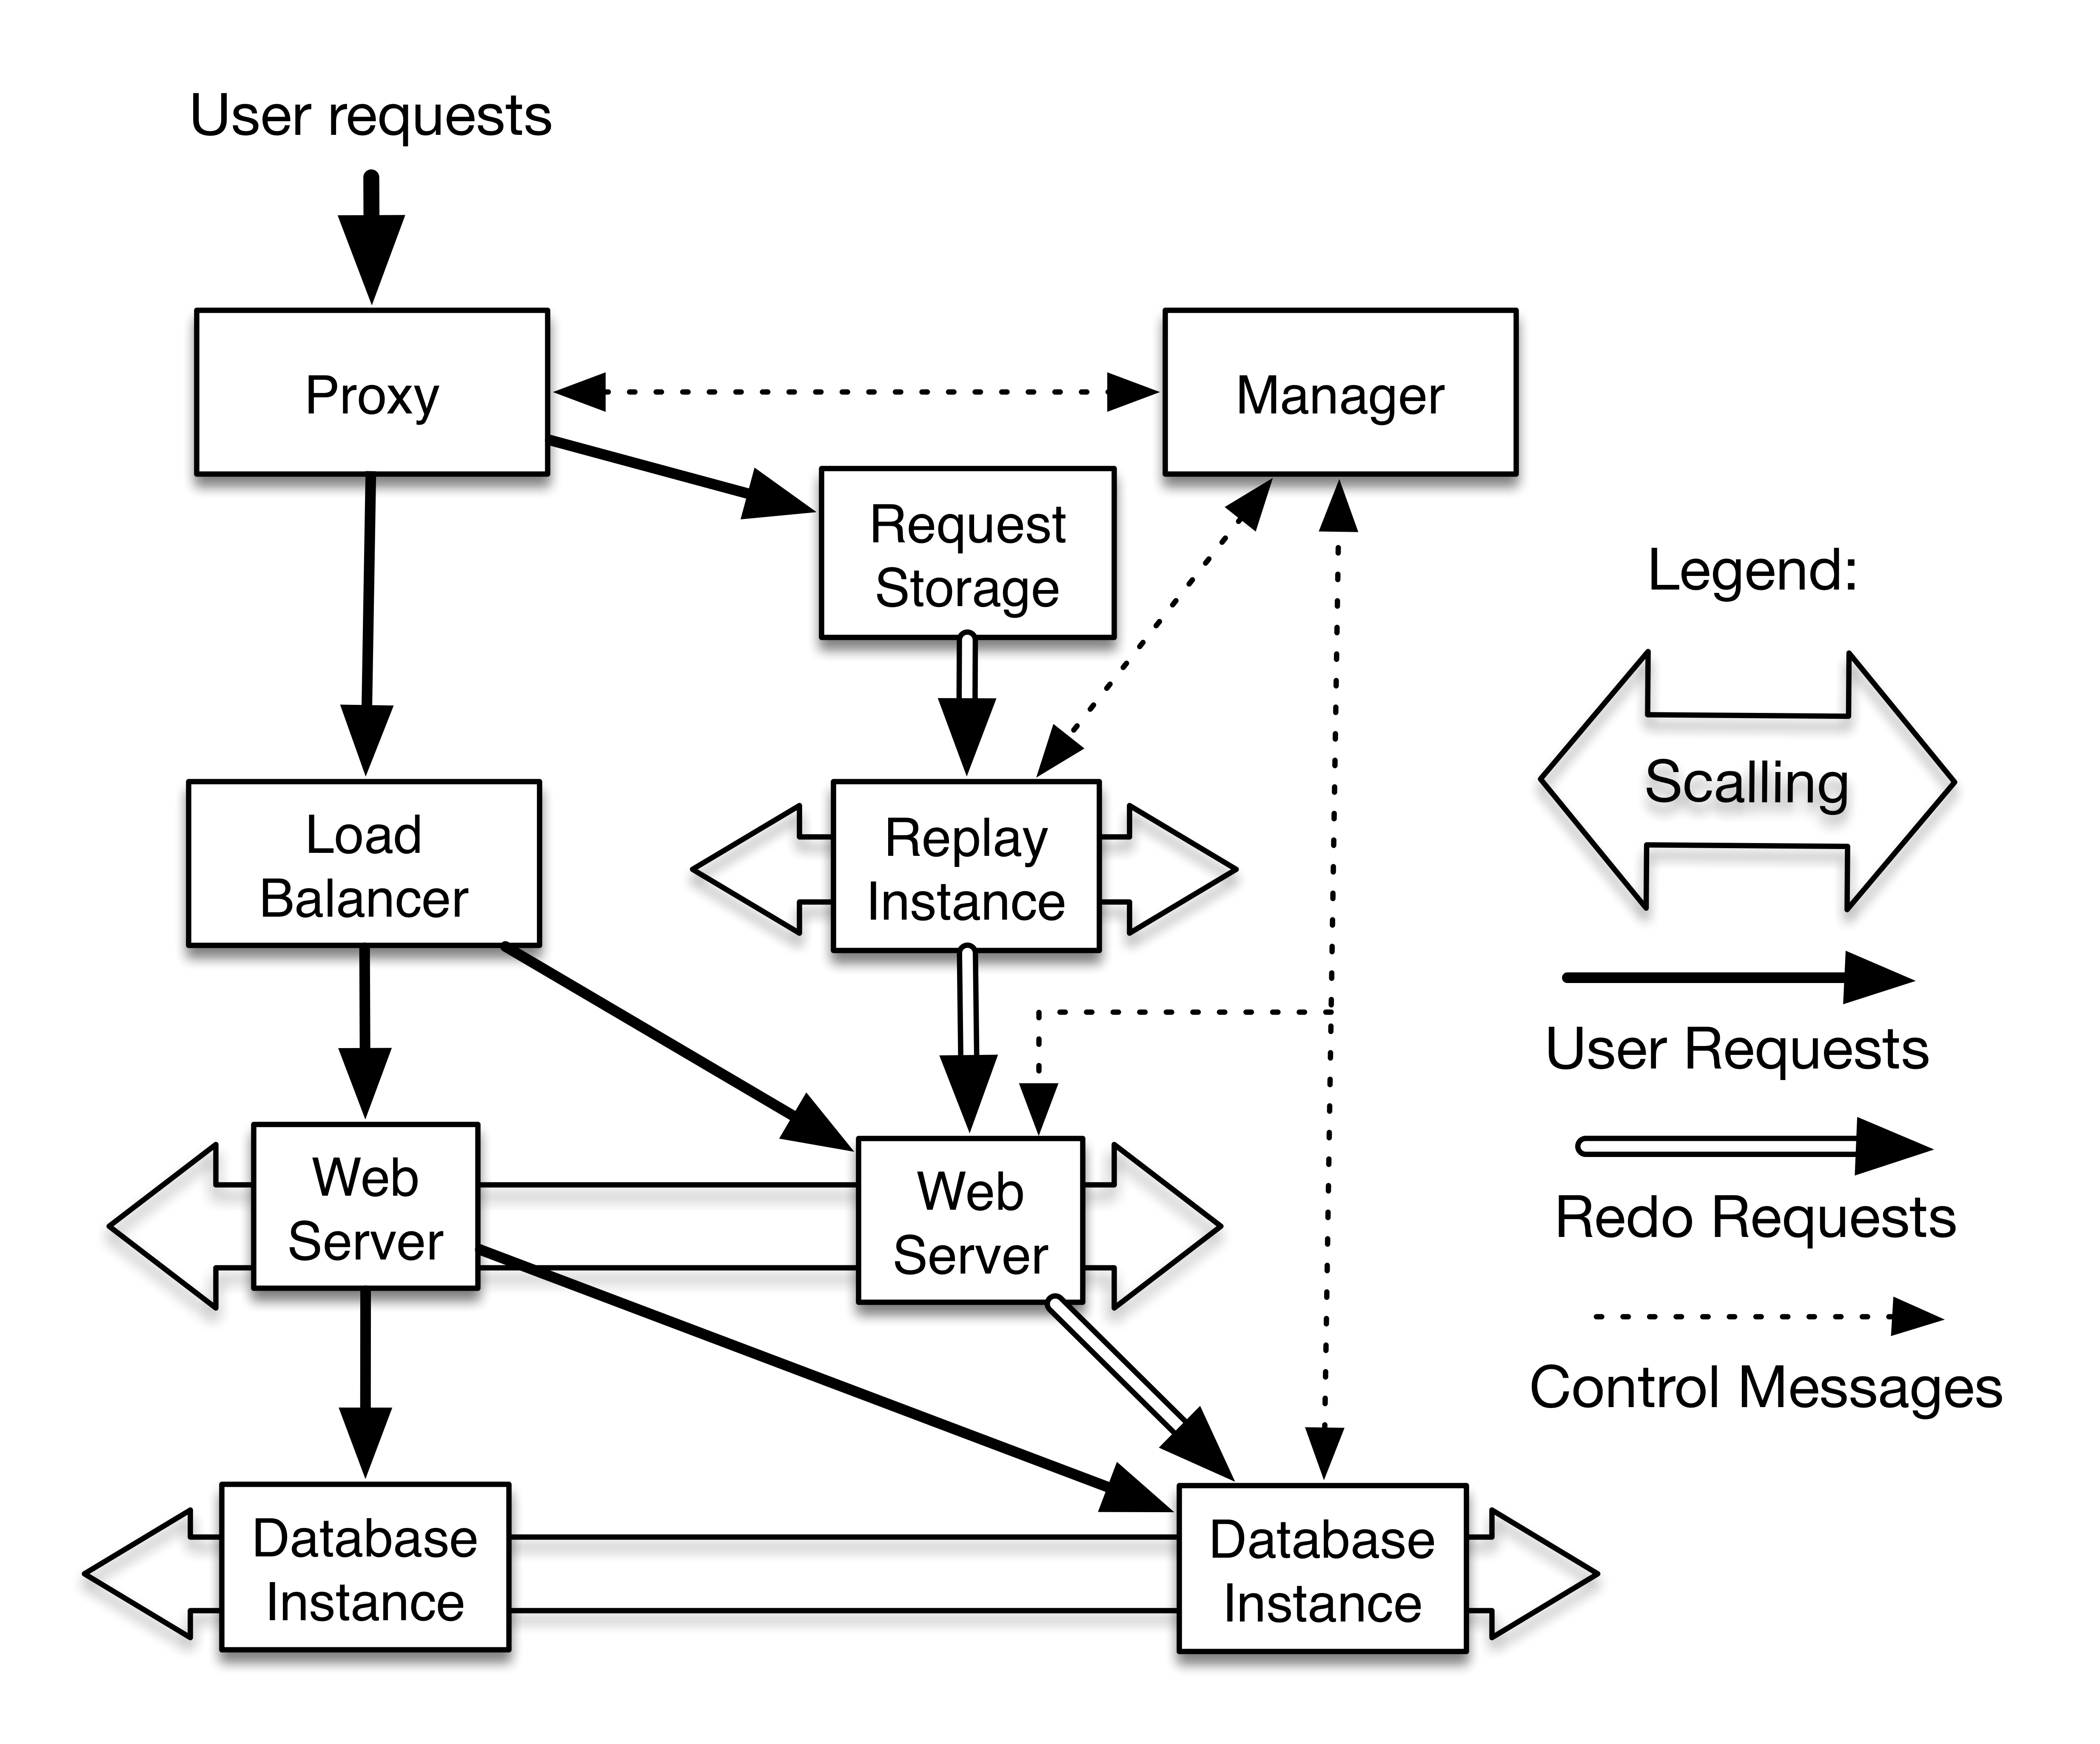 User requests
Proxy
Manager
Request
Storage
Legend:
Scalling
Load
Balancer
Replay
Instance
User Requests
Web
Server
Web
Server
Redo Requests
Control Messages
Database
Instance
Database
Instance